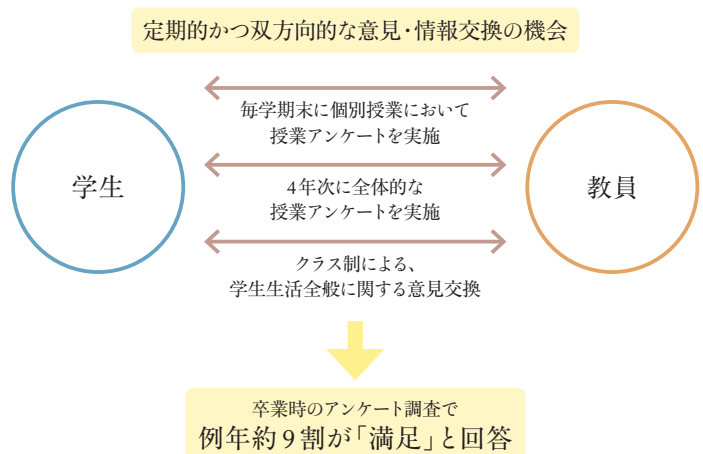 定期的かつ双方向的な意見・情報交換の機会
毎学期末に個別授業において
授業アンケートを実施
学生
教員
4年次に全体的な
授業アンケートを実施
クラス制による、
学生生活全般に関する意見交換
卒業時のアンケート調査で
例年約9割が「満足」と回答